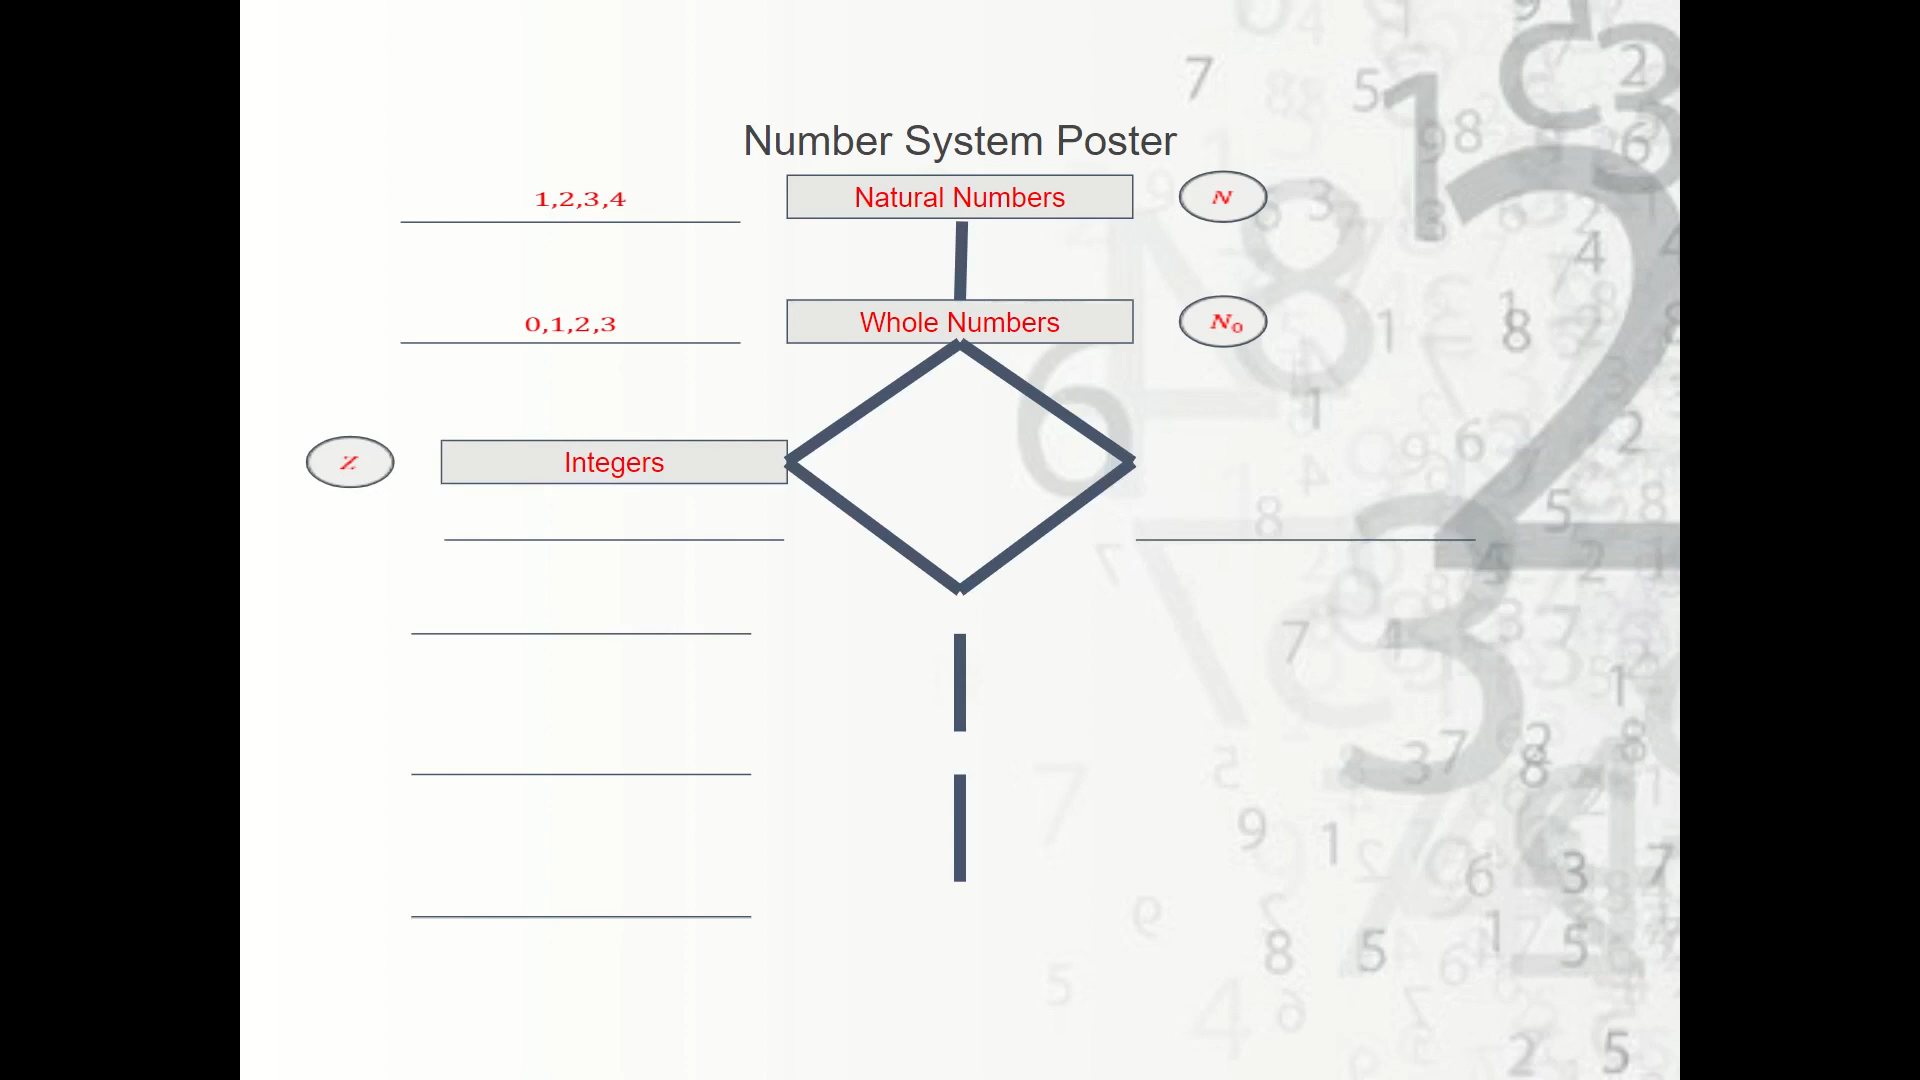 Number System Poster
1,2,3,4
Natural Numbers
N
0,1,2,3
Whole Numbers
N₀
Z
Integers